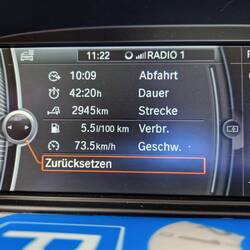 11:22 RADIO 1
10:09 Abfahrt
42:20h Dauer
2945km Strecke
5.5l/100 km Verbr.
73.5km/h Geschw.
Zurücksetzen